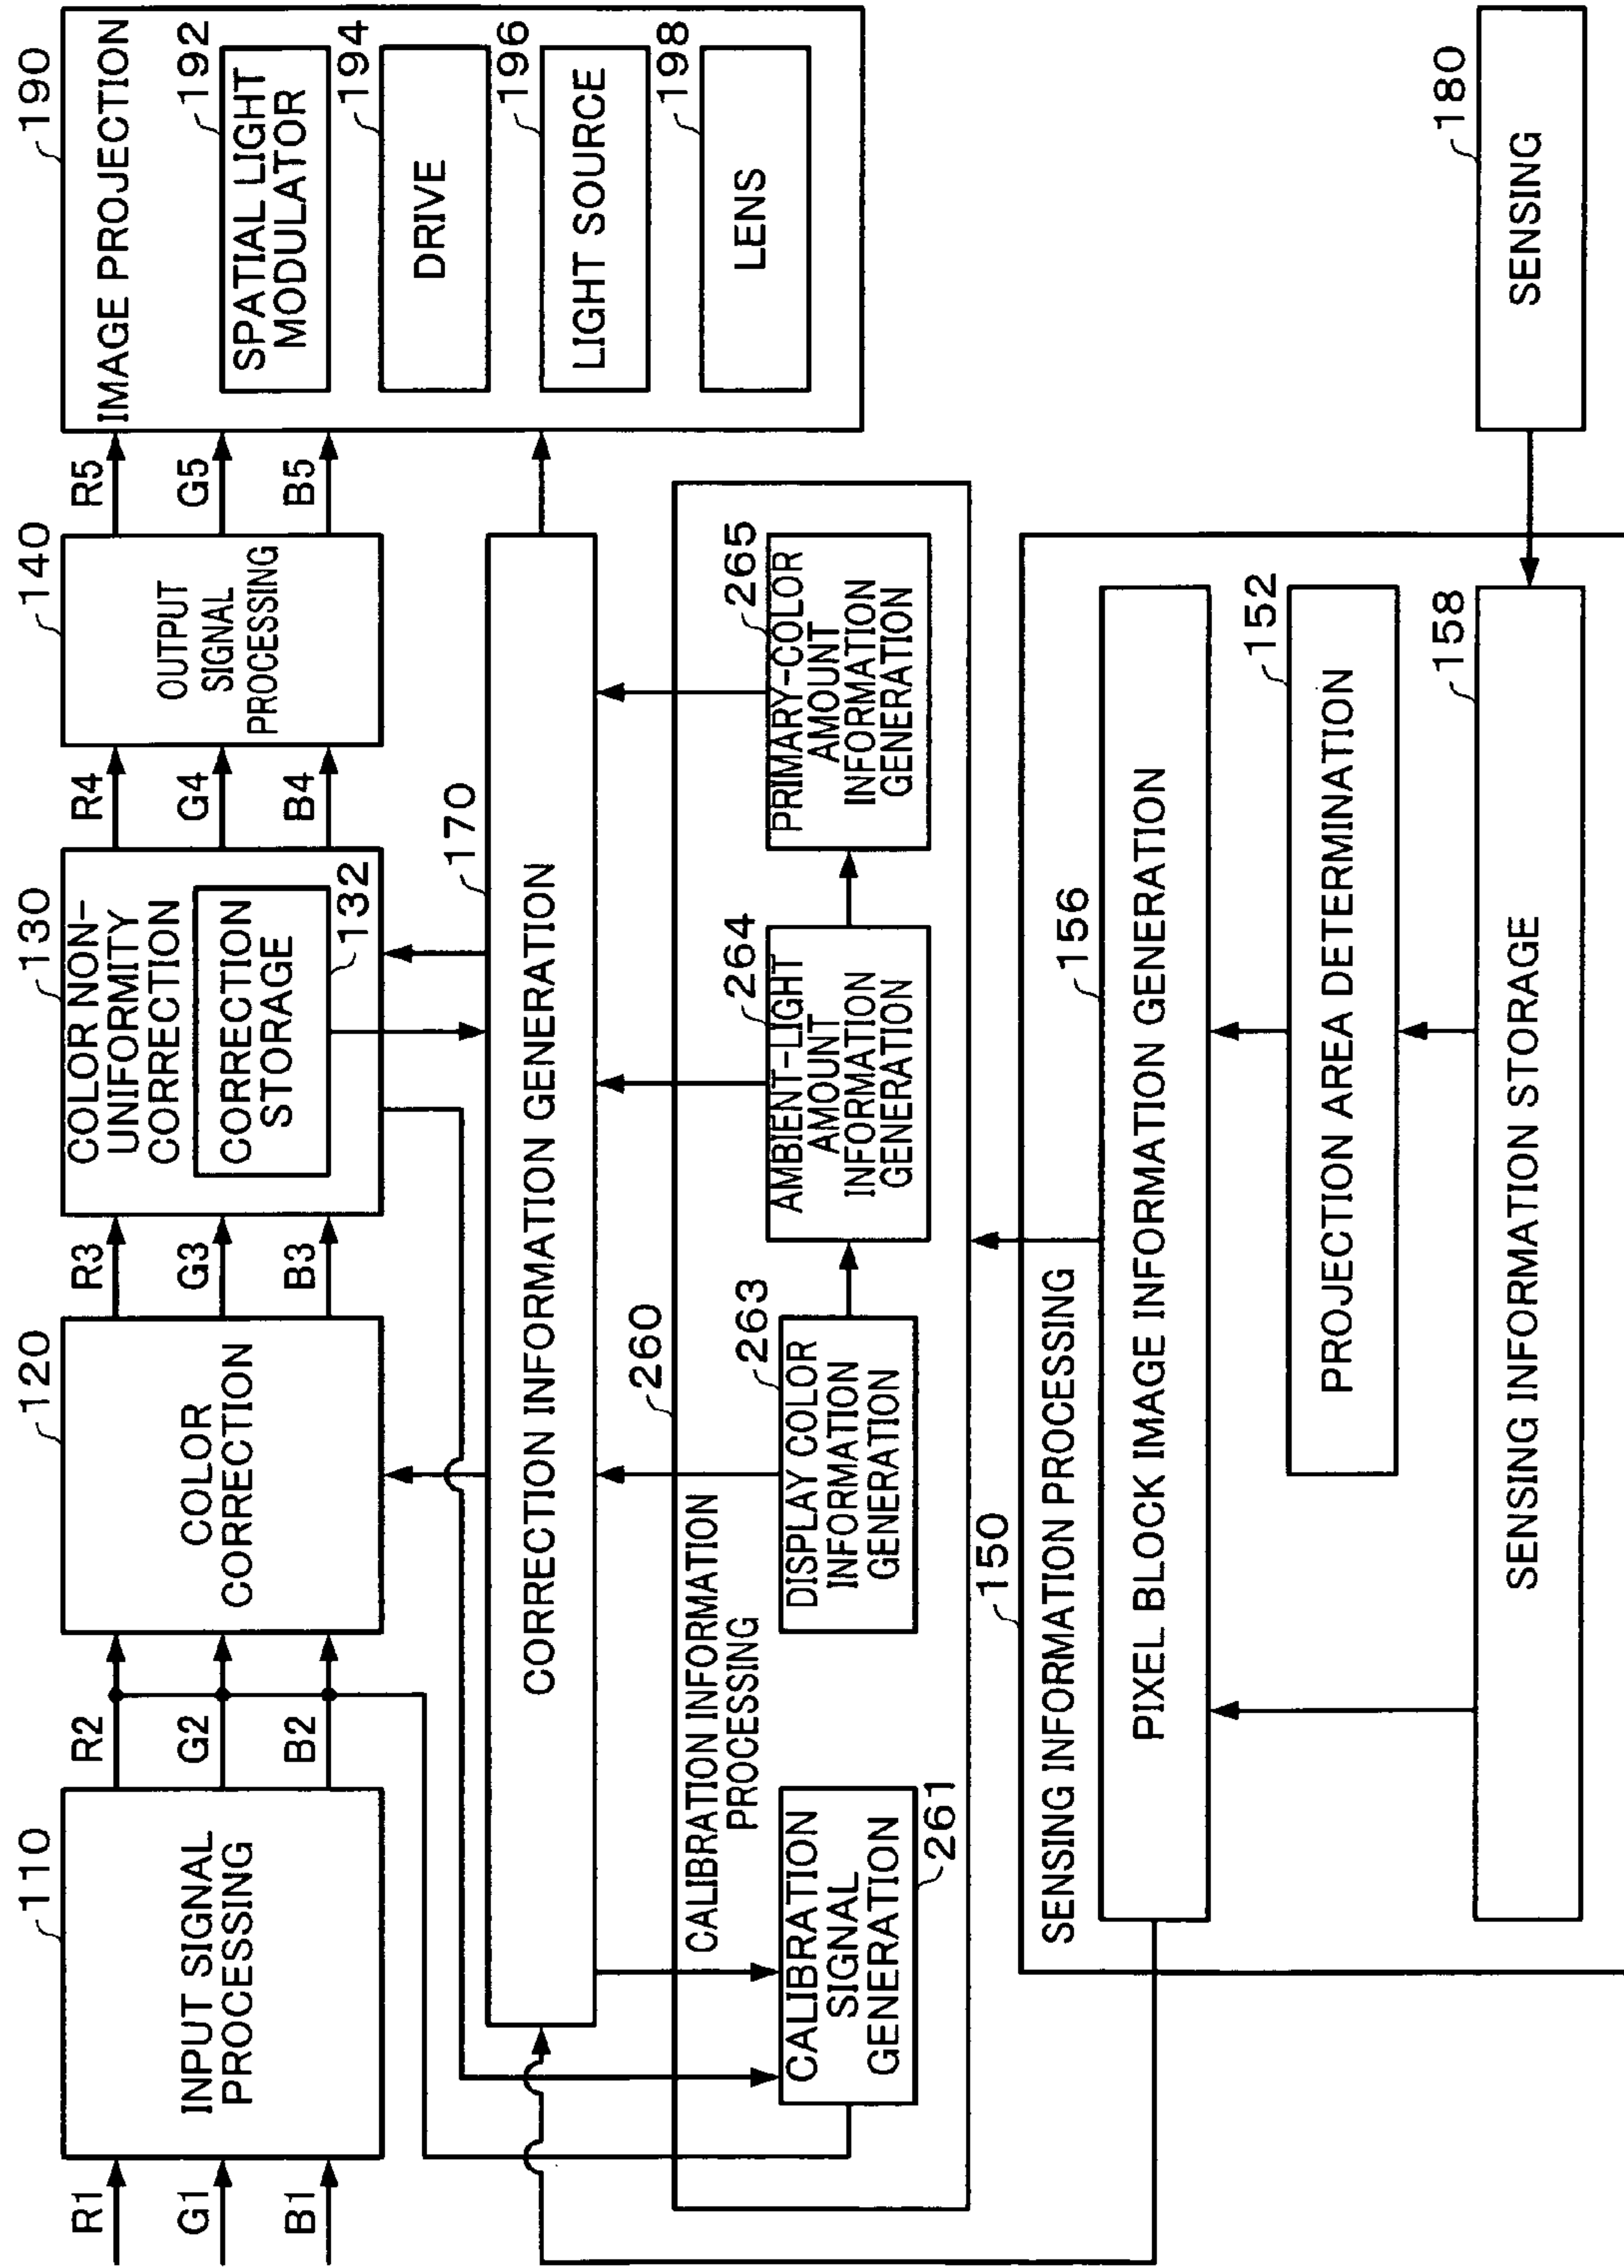 110
INPUT SIGNAL
PROCESSING
R1
G1
B1
R2
G2
B2
120
COLOR
CORRECTION
R3
G3
B3
130
COLOR NON-
UNIFORMITY
CORRECTION
CORRECTION
STORAGE
132
R4
G4
B4
140
OUTPUT
SIGNAL
PROCESSING
R5
G5
B5
190
IMAGE PROJECTION
192
SPATIAL LIGHT
MODULATOR
194
DRIVE
196
LIGHT SOURCE
198
LENS
170
CORRECTION INFORMATION GENERATION
260
CALIBRATION INFORMATION
PROCESSING
CALIBRATION
SIGNAL
GENERATION
261
263
DISPLAY COLOR
INFORMATION
GENERATION
264
AMBIENT-LIGHT
AMOUNT
INFORMATION
GENERATION
265
PRIMARY-COLOR
AMOUNT
INFORMATION
GENERATION
150
SENSING INFORMATION PROCESSING
156
PIXEL BLOCK IMAGE INFORMATION GENERATION
152
PROJECTION AREA DETERMINATION
158
SENSING INFORMATION STORAGE
180
SENSING